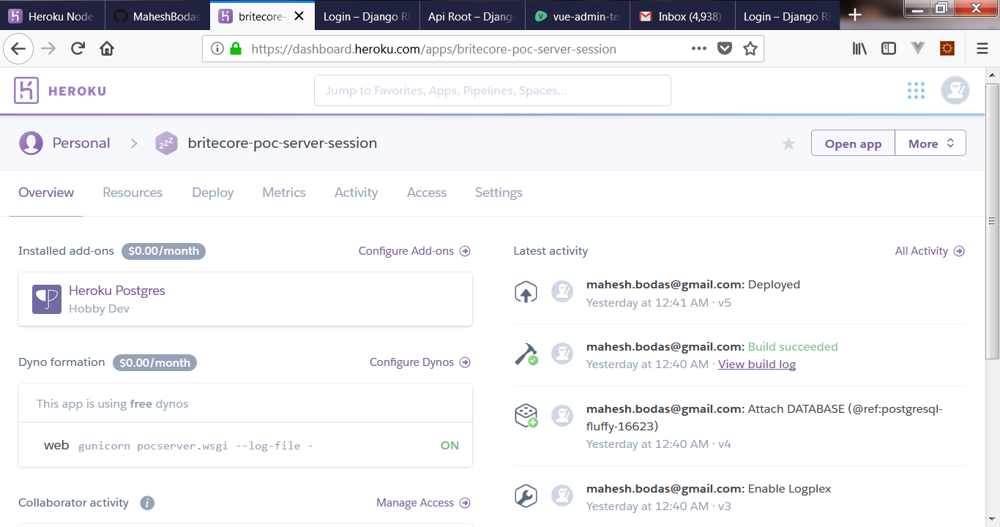 Heroku Node
MaheshBodas
britecore-p
Login – Django R
Api Root – Djang
vue-admin-te
Inbox (4,938)
Login – Django R
https://dashboard.heroku.com/apps/britecore-poc-server-session
HEROKU
Jump to Favorites, Apps, Pipelines, Spaces...
Personal
zzz
britecore-poc-server-session
Open app
More
Overview
Resources
Deploy
Metrics
Activity
Access
Settings
Installed add-ons $0.00/month
Configure Add-ons
Heroku Postgres
Hobby Dev
Dyno formation $0.00/month
Configure Dynos
This app is using free dynos
web gunicorn pocserver.wsgi --log-file -
ON
Collaborator activity
Manage Access
Latest activity
All Activity
mahesh.bodas@gmail.com: Deployed
Yesterday at 12:41 AM · v5
mahesh.bodas@gmail.com: Build succeeded
Yesterday at 12:40 AM · View build log
mahesh.bodas@gmail.com: Attach DATABASE (@ref:postgresql-
fluffy-16623)
Yesterday at 12:40 AM · v4
mahesh.bodas@gmail.com: Enable Logplex
Yesterday at 12:40 AM · v3